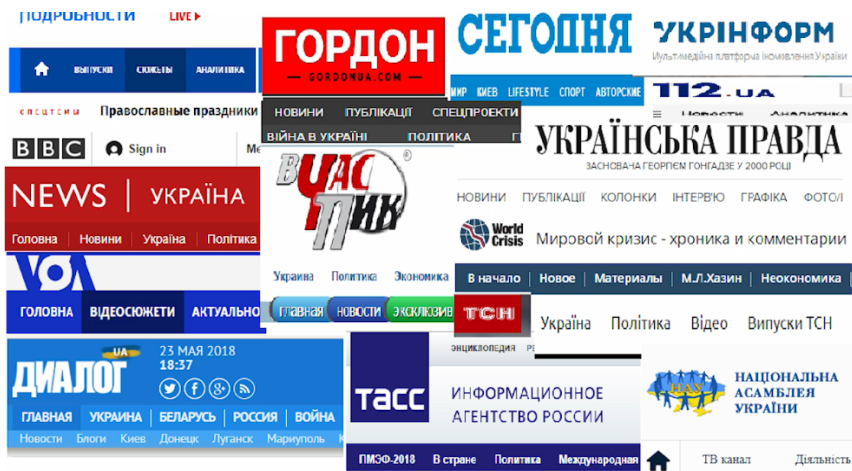 ПОДРОБНОСТИ LIVE
ВЫПУСКИ СЮЖЕТЫ АНАЛИТИКА
спецтемы Православные праздники
BBC Sign in
NEWS УКРАЇНА
Головна Новини Україна Політика
VOA
ГОЛОВНА ВІДЕОСЮЖЕТИ АКТУАЛЬНО
ДИАЛОГ UA
23 МАЯ 2018
18:37
ГЛАВНАЯ УКРАИНА БЕЛАРУСЬ РОССИЯ ВОЙНА
Новости Блоги Киев Донецк Луганск Мариуполь
ГОРДОН
GORDONUA.COM
НОВИНИ ПУБЛІКАЦІЇ СПЕЦПРОЕКТИ
ВІЙНА В УКРАЇНІ ПОЛІТИКА
В ЧАС ПИК
Украина Политика Экономика
ГЛАВНАЯ НОВОСТИ ЭКСКЛЮЗИВ
ЭНЦИКЛОПЕДИЯ
ТАСС
ИНФОРМАЦИОННОЕ
АГЕНТСТВО РОССИИ
ПМЭФ-2018 В стране Политика Международная
СЕГОДНЯ
МИР КИЕВ LIFESTYLE СПОРТ АВТОРСКИЕ
УКРІНФОРМ
Мультимедійна платформа іномовлення України
112.UA
Новости Аналитика
УКРАЇНСЬКА ПРАВДА
ЗАСНОВАНА ГЕОРГІЄМ ГОНГАДЗЕ У 2000 РОЦІ
НОВИНИ ПУБЛІКАЦІЇ КОЛОНКИ ІНТЕРВ'Ю ГРАФІКА ФОТО/
World
Crisis
Мировой кризис - хроника и комментарии
В начало Новое Материалы М.Л.Хазин Неокономика
ТСН
Україна Політика Відео Випуски ТСН
НАУ
НАЦІОНАЛЬНА
АСАМБЛЕЯ
УКРАЇНИ
ТВ канал Діяльність